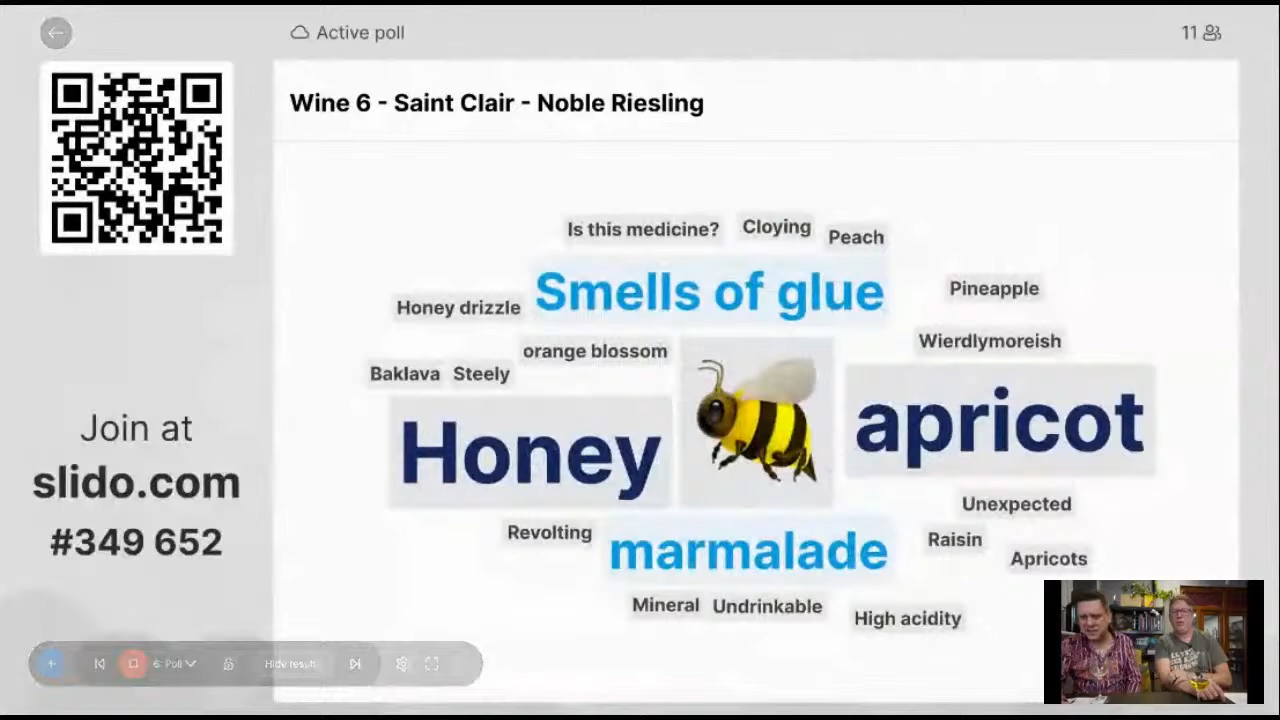 Active poll
11
Wine 6 - Saint Clair - Noble Riesling
Is this medicine?
Cloying
Peach
Smells of glue
Pineapple
Honey drizzle
Wierdlymoreish
orange blossom
Baklava
Steely
Honey
apricot
Unexpected
Revolting
marmalade
Raisin
Apricots
Mineral
Undrinkable
High acidity
Join at
slido.com
#349 652
6: Poll
Hide results